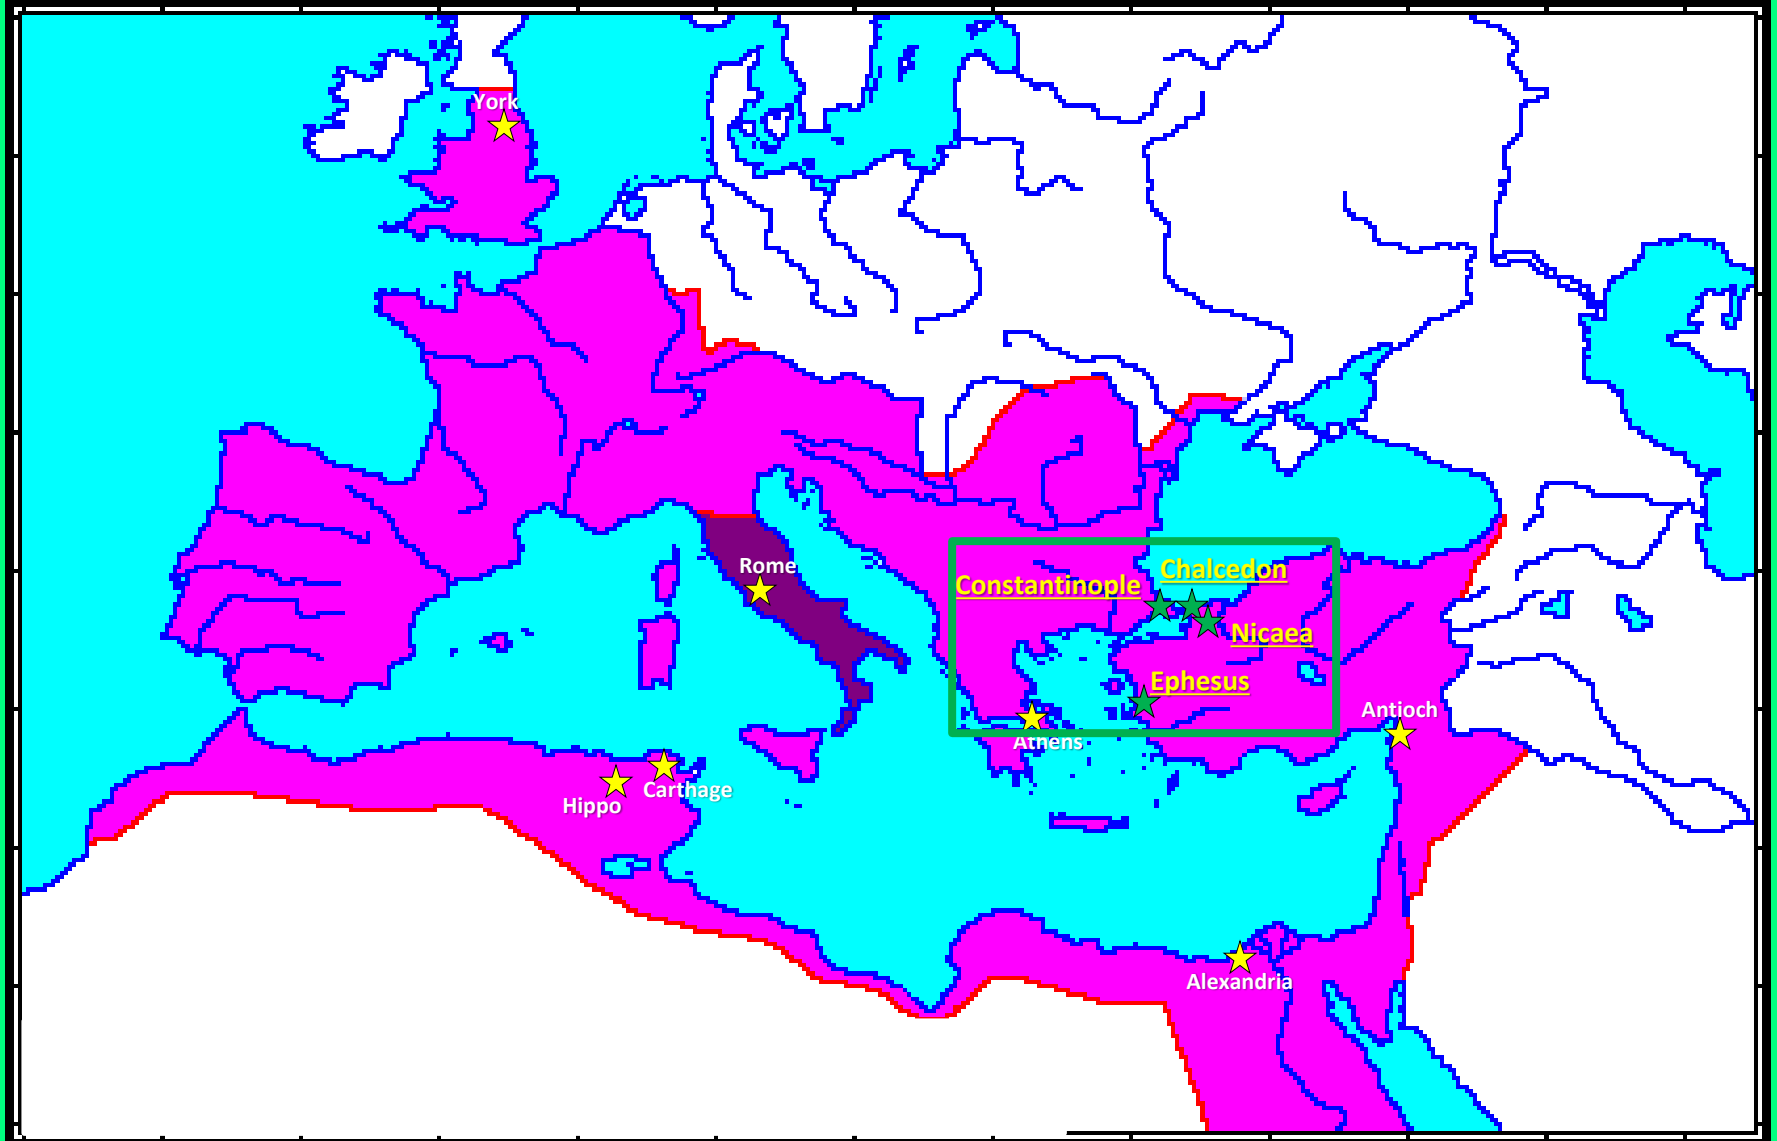 York
Rome
Constantinople
Chalcedon
Nicaea
Ephesus
Antioch
Athens
Hippo
Carthage
Alexandria